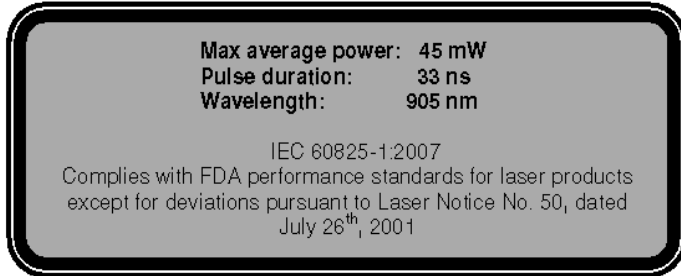 Max average power: 45 mW
Pulse duration: 33 ns
Wavelength: 905 nm
IEC 60825-1:2007
Complies with FDA performance standards for laser products
except for deviations pursuant to Laser Notice No. 50, dated
July 26th, 2001